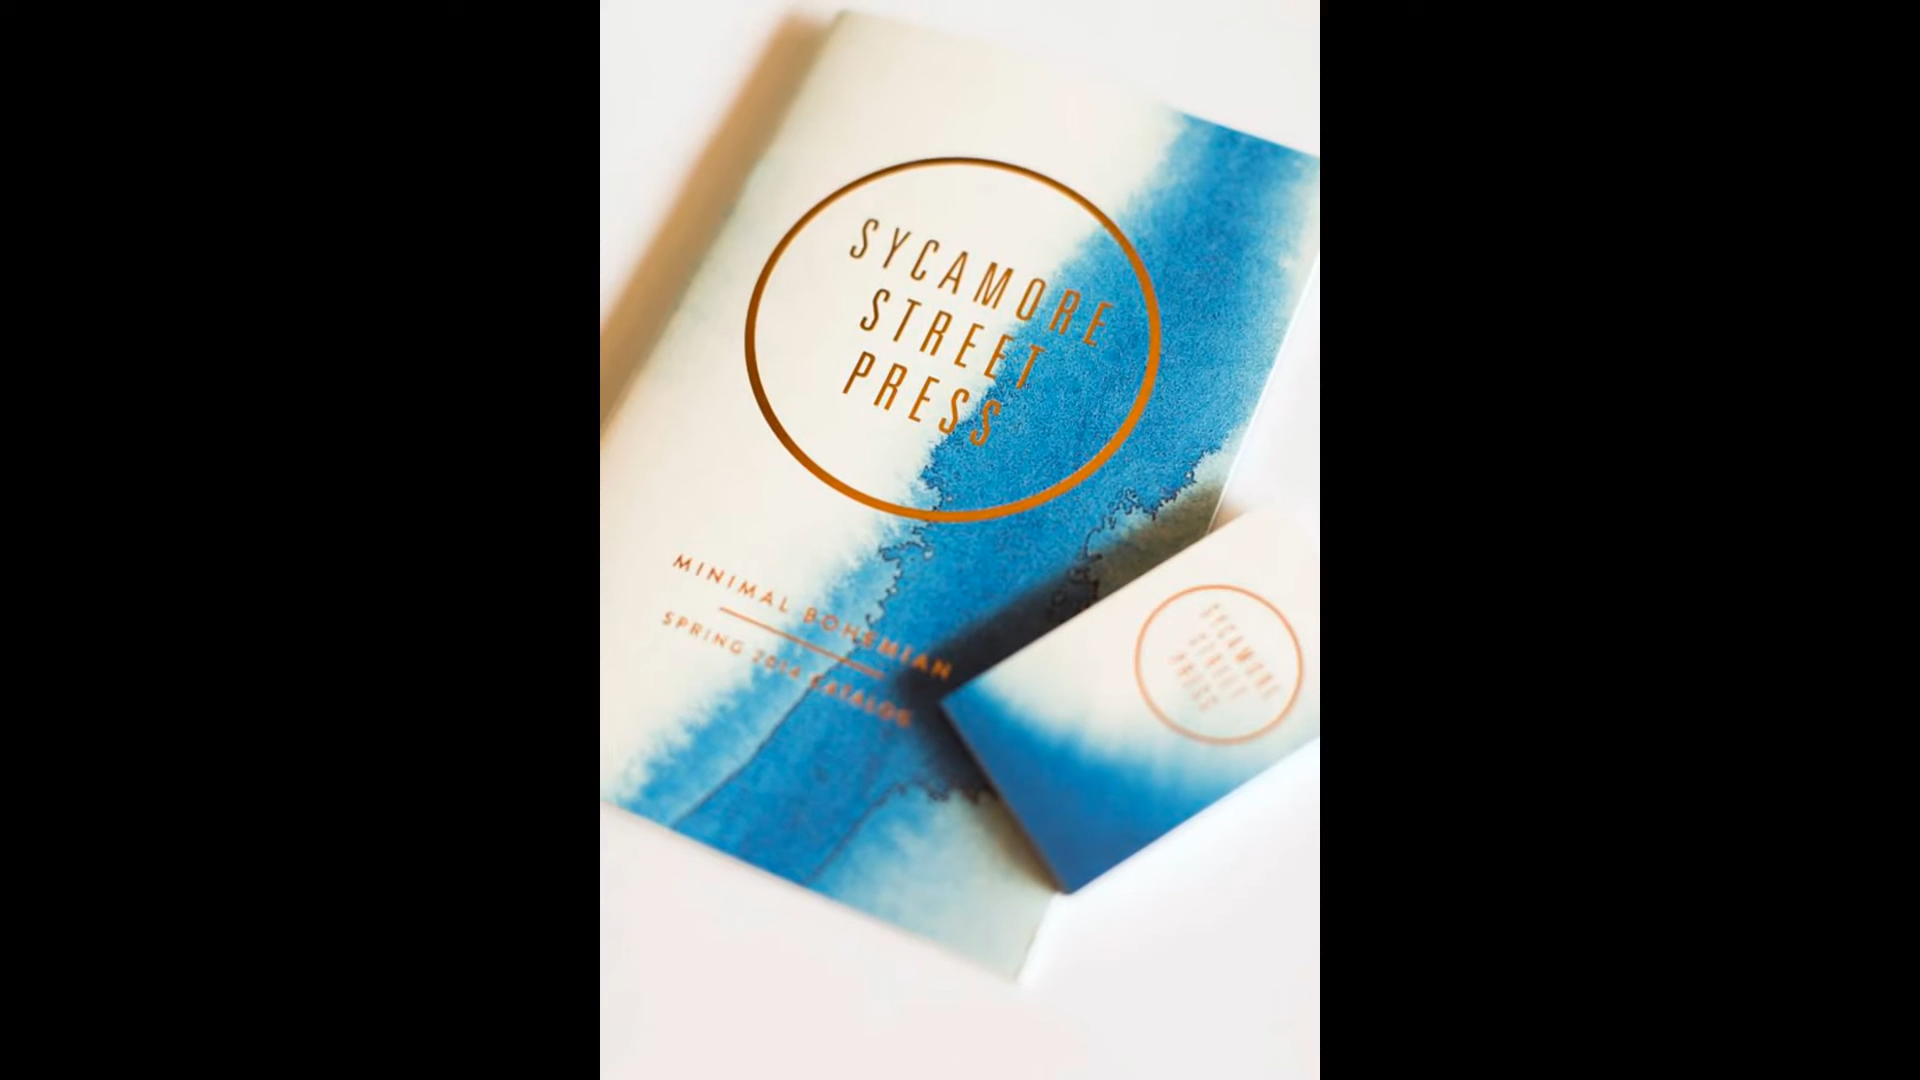 SYCAMORE
STREET
PRESS
MINIMAL BOHEMIAN
SPRING 2014 CATALOG
SYCAMORE
STREET
PRESS